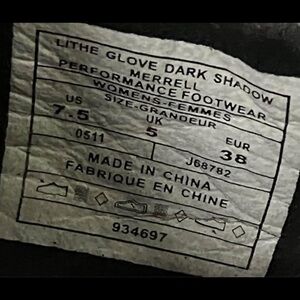 LITHE GLOVE DARK SHADOW
MERRELL
PERFORMANCE FOOTWEAR
WOMENS-FEMMES
SIZE-GRANDEUR
US UK EUR
7.5 5 38
0511 J68782
MADE IN CHINA
FABRIQUE EN CHINE
934697